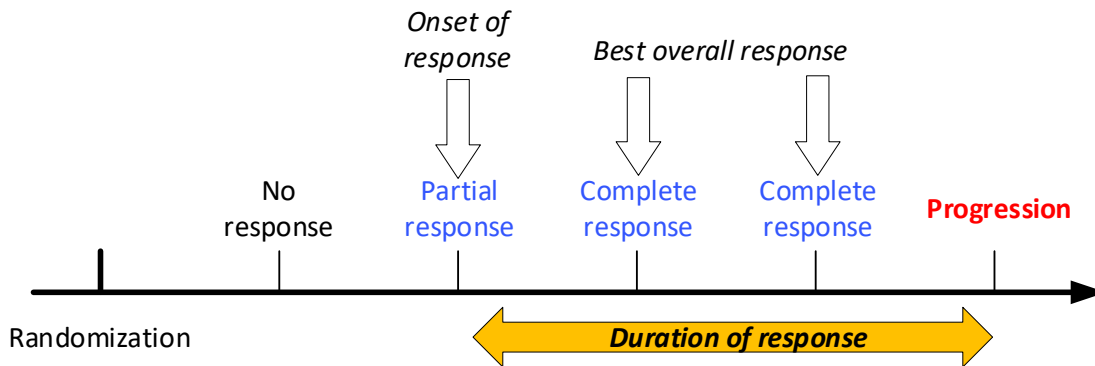 Onset of
response
Best overall response
No
response
Partial
response
Complete
response
Complete
response
Progression
Randomization
Duration of response